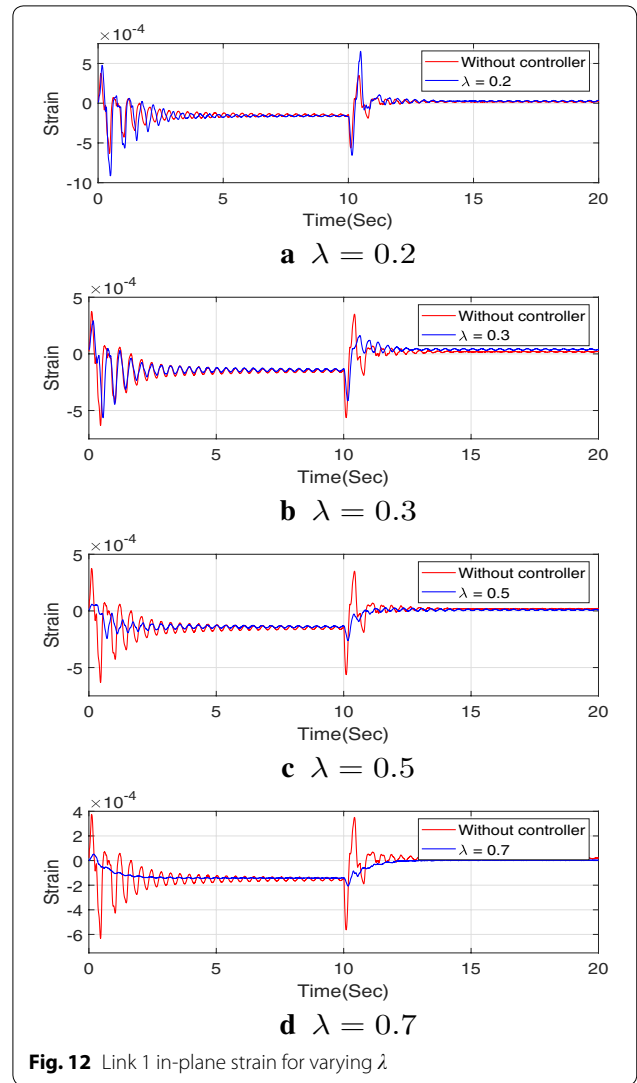 ×10⁻⁴
5
0
-5
-10
Strain
Without controller
λ = 0.2
0 5 10 15 20
Time(Sec)
a λ = 0.2
×10⁻⁴
5
0
-5
Strain
Without controller
λ = 0.3
0 5 10 15 20
Time(Sec)
b λ = 0.3
×10⁻⁴
5
0
-5
Strain
Without controller
λ = 0.5
0 5 10 15 20
Time(Sec)
c λ = 0.5
×10⁻⁴
4
2
0
-2
-4
-6
Strain
Without controller
λ = 0.7
0 5 10 15 20
Time(Sec)
d λ = 0.7
Fig. 12 Link 1 in-plane strain for varying λ